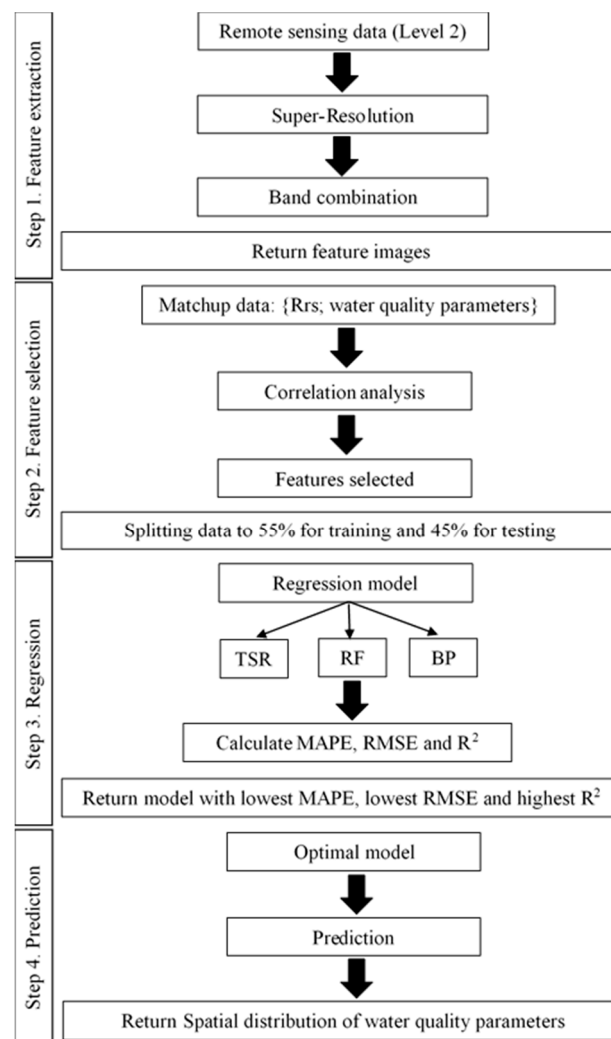 Step 1. Feature extraction
Remote sensing data (Level 2)
Super-Resolution
Band combination
Return feature images
Step 2. Feature selection
Matchup data: {Rrs; water quality parameters}
Correlation analysis
Features selected
Splitting data to 55% for training and 45% for testing
Step 3. Regression
Regression model
TSR RF BP
Calculate MAPE, RMSE and R²
Return model with lowest MAPE, lowest RMSE and highest R²
Step 4. Prediction
Optimal model
Prediction
Return Spatial distribution of water quality parameters